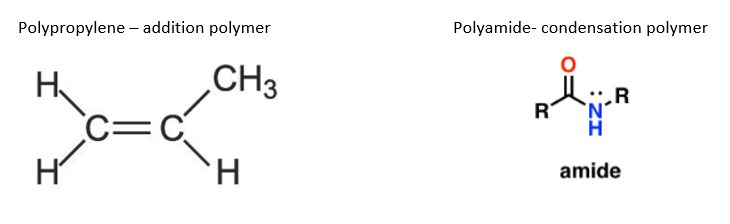 Polypropylene – addition polymer
Polyamide- condensation polymer
H
CH3
C
C
H
H
O
R
N
R
H
amide